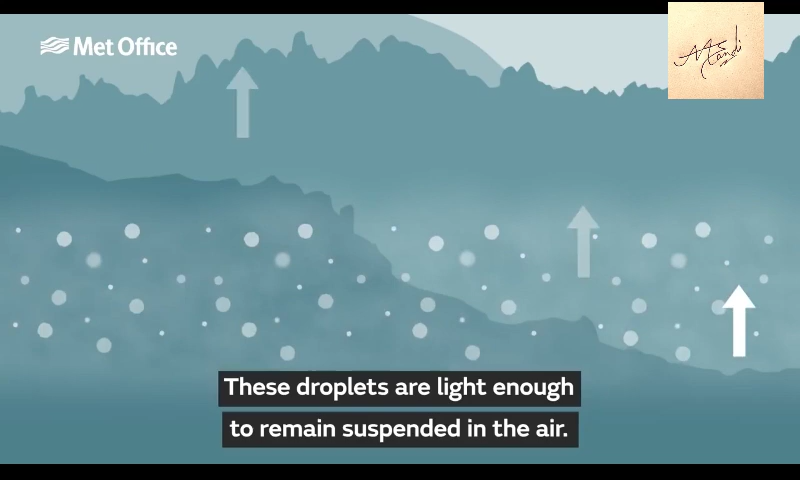 Met Office
These droplets are light enough
to remain suspended in the air.